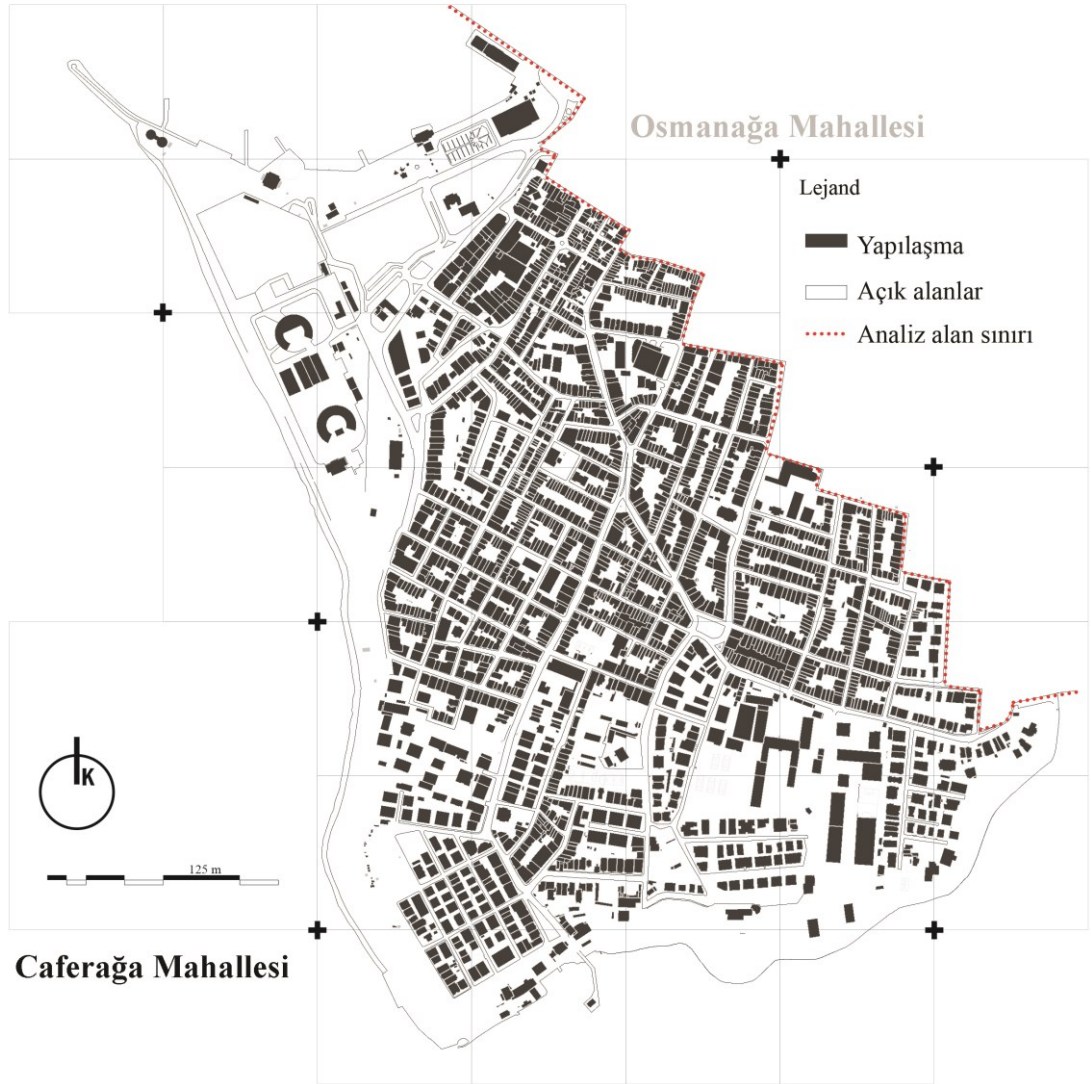 Osmanağa Mahallesi
Lejand
Yapılaşma
Açık alanlar
Analiz alan sınırı
K
125 m
Caferağa Mahallesi